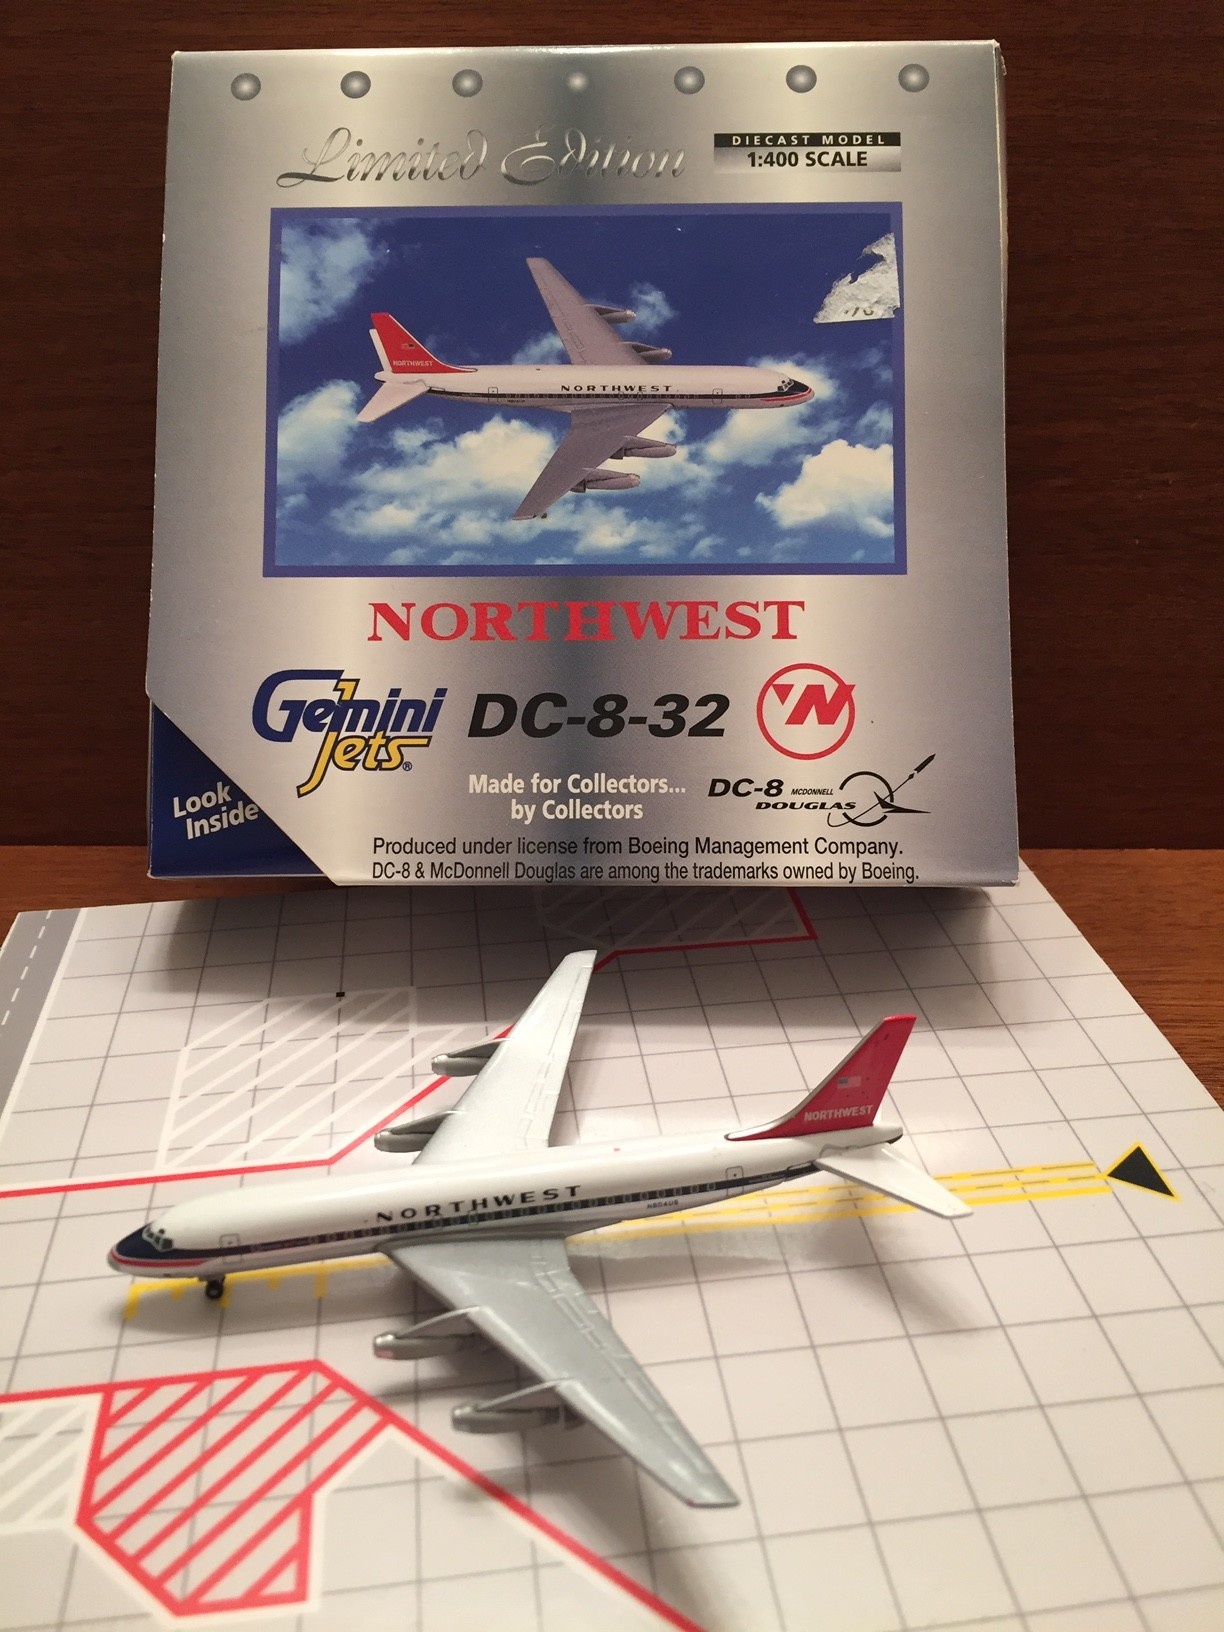 Limited Edition
DIECAST MODEL
1:400 SCALE
NORTHWEST
NORTHWEST
NORTHWEST
Gemini
Jets®
DC-8-32
Look
Inside
Made for Collectors...
by Collectors
DC-8 MCDONNELL
DOUGLAS
Produced under license from Boeing Management Company.
DC-8 & McDonnell Douglas are among the trademarks owned by Boeing.
NORTHWEST
NORTHWEST
N804US